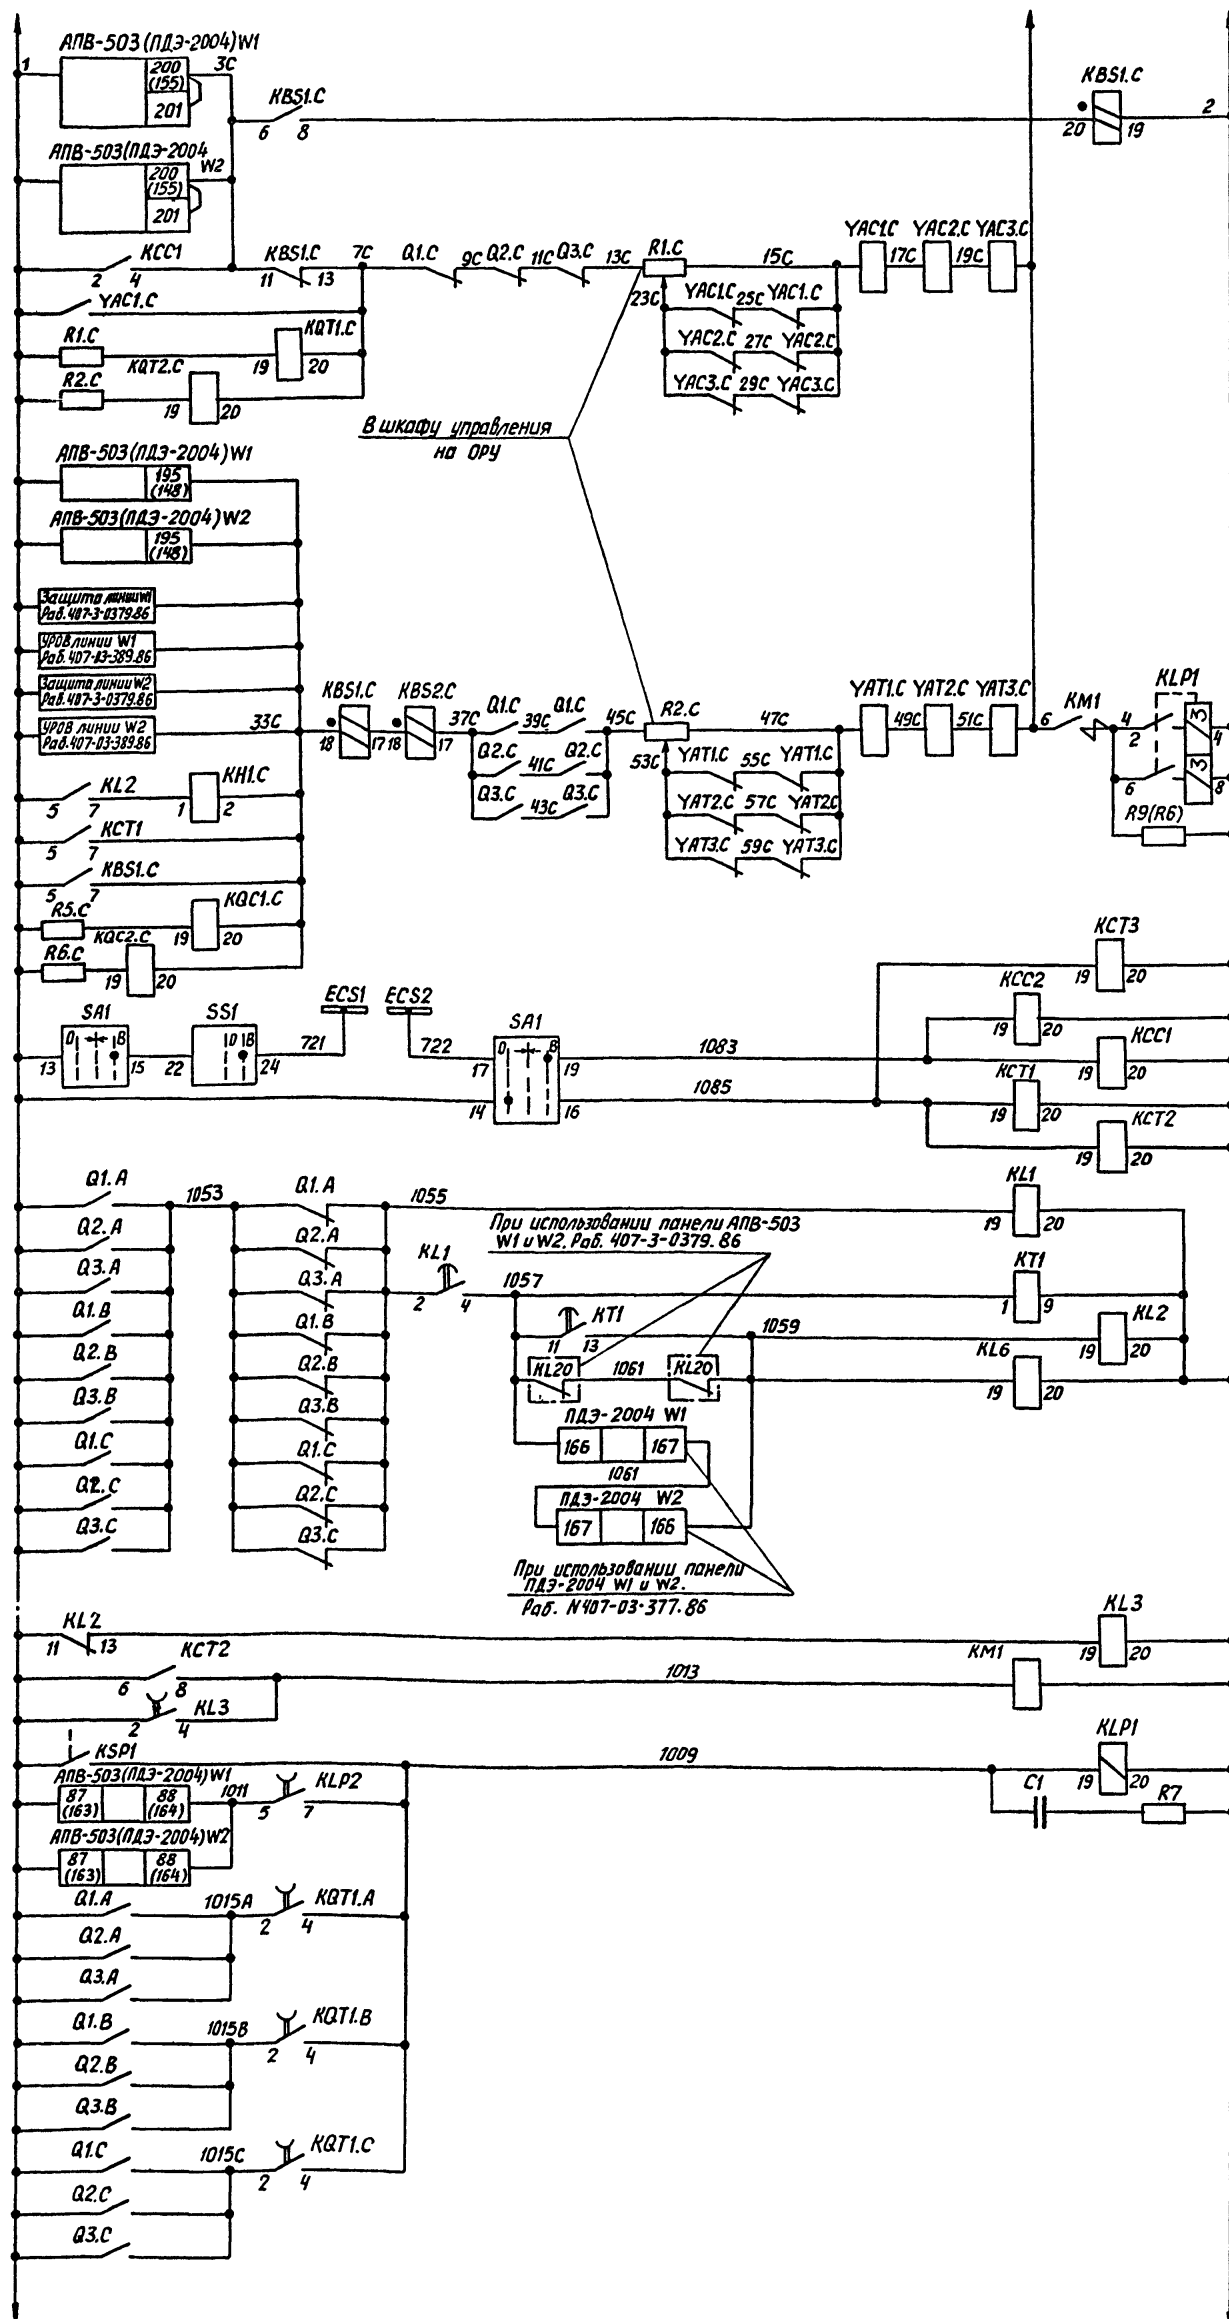 АПВ-503(ПДЭ-2004)W1
1
200
(155)
201
3С
KBS1.C
6 8
KBS1.C
20 19
2
АПВ-503(ПДЭ-2004
W2
200
(155)
201
KCC1
2 4
KBS1.C
11 13
7C
Q1.C
9C
Q2.C
11C
Q3.C
13C
R1.C
15C
YAC1.C
17C
YAC2.C
19C
YAC3.C
YAC1.C
23C
YAC1.C 25C YAC1.C
YAC2.C 27C YAC2.C
YAC3.C 29C YAC3.C
R1.C
KQT1.C
19 20
R2.C
KQT2.C
19 20
В шкафу управления
на ОРУ
АПВ-503(ПДЭ-2004)W1
195
(148)
АПВ-503(ПДЭ-2004)W2
195
(148)
Защита линии W1
Раб. 407-3-0379.86
УРОВ линии W1
Раб. 407-03-389.86
Защита линии W2
Раб. 407-3-0379.86
УРОВ линии W2
Раб. 407-03-389.86
33C
KBS1.C
18 17
KBS2.C
18 17
37C
Q1.C 39C Q1.C
Q2.C 41C Q2.C
Q3.C 43C Q3.C
45C
R2.C
47C
53C
YAT1.C 55C YAT1.C
YAT2.C 57C YAT2.C
YAT3.C 59C YAT3.C
YAT1.C
49C
YAT2.C
51C
YAT3.C
6
KM1
KLP1
4 2
3 4
6
3 8
R9(R6)
KL2
5 7
KH1.C
1 2
KCT1
5 7
KBS1.C
5 7
R5.C
KQC1.C
19 20
R6.C
KQC2.C
19 20
SA1
О В
13 15
SS1
О В
22 24
721
ECS1
ECS2
722
SA1
О В
17 19
14 16
1083
1085
KCT3
19 20
KCC2
19 20
KCC1
19 20
KCT1
19 20
KCT2
19 20
Q1.A
Q2.A
Q3.A
Q1.B
Q2.B
Q3.B
Q1.C
Q2.C
Q3.C
1053
Q1.A
Q2.A
Q3.A
Q1.B
Q2.B
Q3.B
Q1.C
Q2.C
Q3.C
1055
KL1
19 20
При использовании панели АПВ-503
W1 и W2. Раб. 407-3-0379.86
KL1
2 4
1057
KT1
1 9
KT1
11 13
1059
KL2
19 20
KL20 1061 KL20
KL6
19 20
ПДЭ-2004 W1
166 167
1061
ПДЭ-2004 W2
167 166
При использовании панели
ПДЭ-2004 W1 и W2.
Раб. N407-03-377.86
KL2
11 13
KL3
19 20
KCT2
6 8
1013
KM1
KL3
2 4
KSP1
1009
KLP1
19 20
C1
R7
АПВ-503(ПДЭ-2004)W1
87
(163)
88
(164)
1011
KLP2
5 7
АПВ-503(ПДЭ-2004)W2
87
(163)
88
(164)
Q1.A
1015A
KQT1.A
2 4
Q2.A
Q3.A
Q1.B
1015B
KQT1.B
2 4
Q2.B
Q3.B
Q1.C
1015C
KQT1.C
2 4
Q2.C
Q3.C